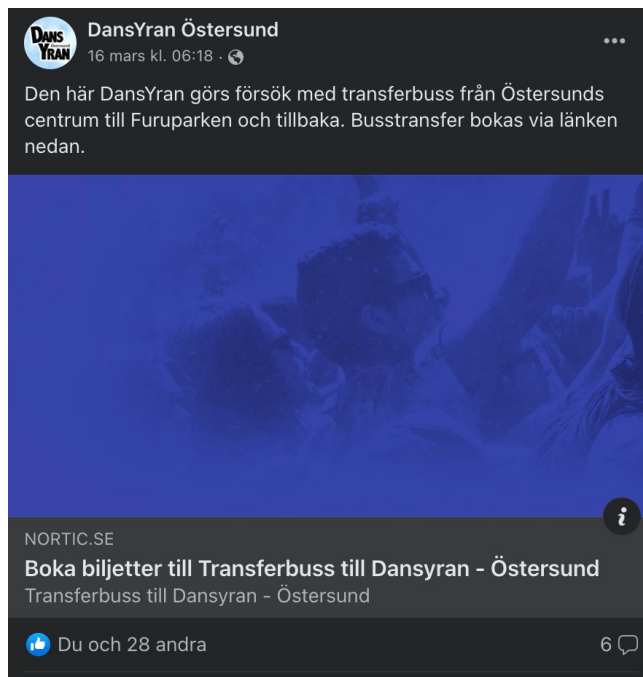 DANS
Östersund
YRAN
DansYran Östersund
16 mars kl. 06:18 ·
Den här DansYran görs försök med transferbuss från Östersunds
centrum till Furuparken och tillbaka. Busstransfer bokas via länken
nedan.
i
NORTIC.SE
Boka biljetter till Transferbuss till Dansyran - Östersund
Transferbuss till Dansyran - Östersund
Du och 28 andra
6